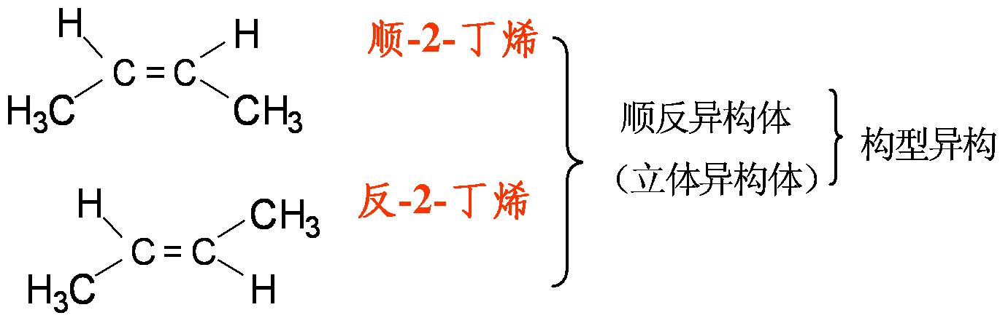 H H 顺-2-丁烯
C=C
H3C CH3
顺反异构体
(立体异构体)
构型异构
H CH3 反-2-丁烯
C=C
H3C H